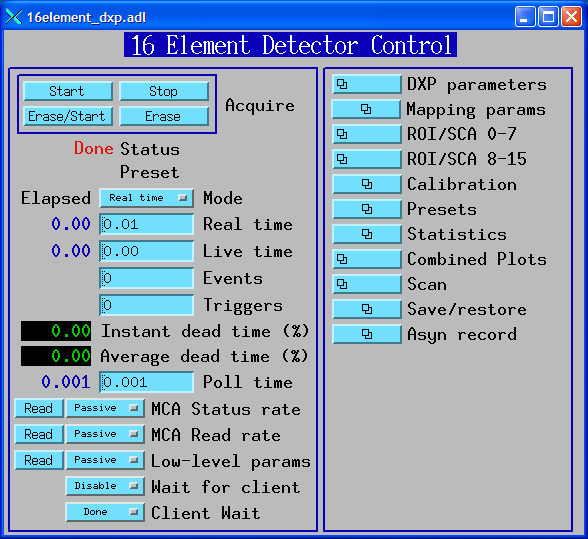 16element_dxp.adl
16 Element Detector Control
Start Stop
Erase/Start Erase
Acquire
Done Status
Preset
Elapsed Real time Mode
0.00 0.01 Real time
0.00 0.00 Live time
0 Events
0 Triggers
0.00 Instant dead time (%)
0.00 Average dead time (%)
0.001 0.001 Poll time
Read Passive MCA Status rate
Read Passive MCA Read rate
Read Passive Low-level params
Disable Wait for client
Done Client Wait
DXP parameters
Mapping params
ROI/SCA 0-7
ROI/SCA 8-15
Calibration
Presets
Statistics
Combined Plots
Scan
Save/restore
Asyn record